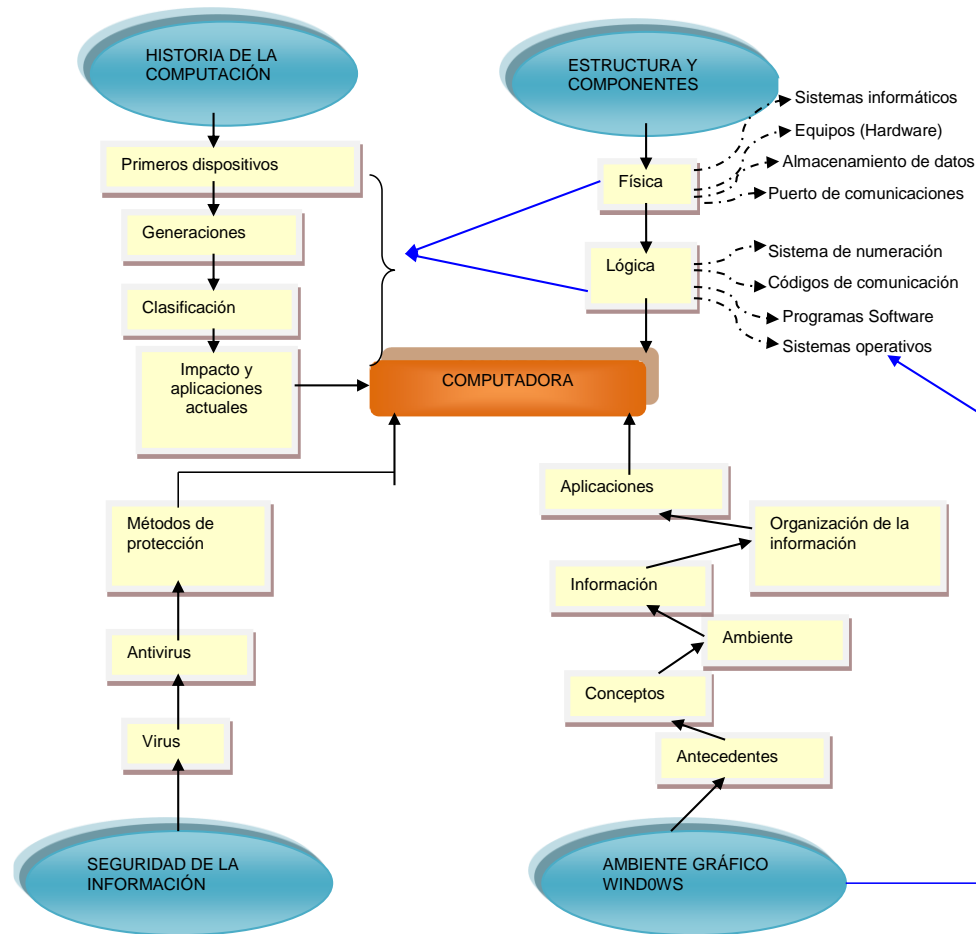 HISTORIA DE LA
COMPUTACIÓN
Primeros dispositivos
Generaciones
Clasificación
Impacto y
aplicaciones
actuales
ESTRUCTURA Y
COMPONENTES
Física
Sistemas informáticos
Equipos (Hardware)
Almacenamiento de datos
Puerto de comunicaciones
Lógica
Sistema de numeración
Códigos de comunicación
Programas Software
Sistemas operativos
COMPUTADORA
Métodos de
protección
Antivirus
Virus
SEGURIDAD DE LA
INFORMACIÓN
Aplicaciones
Organización de la
información
Información
Ambiente
Conceptos
Antecedentes
AMBIENTE GRÁFICO
WIND0WS